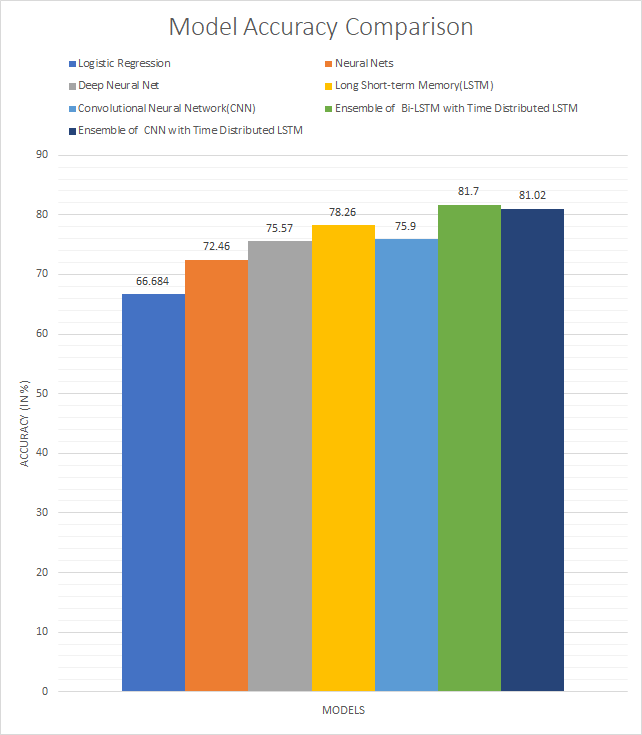 Model Accuracy Comparison
Logistic Regression
Neural Nets
Deep Neural Net
Long Short-term Memory(LSTM)
Convolutional Neural Network(CNN)
Ensemble of  Bi-LSTM with Time Distributed LSTM
Ensemble of  CNN with Time Distributed LSTM
90
80
70
60
50
40
30
20
10
0
ACCURACY (IN %)
66.684
72.46
75.57
78.26
75.9
81.7
81.02
MODELS